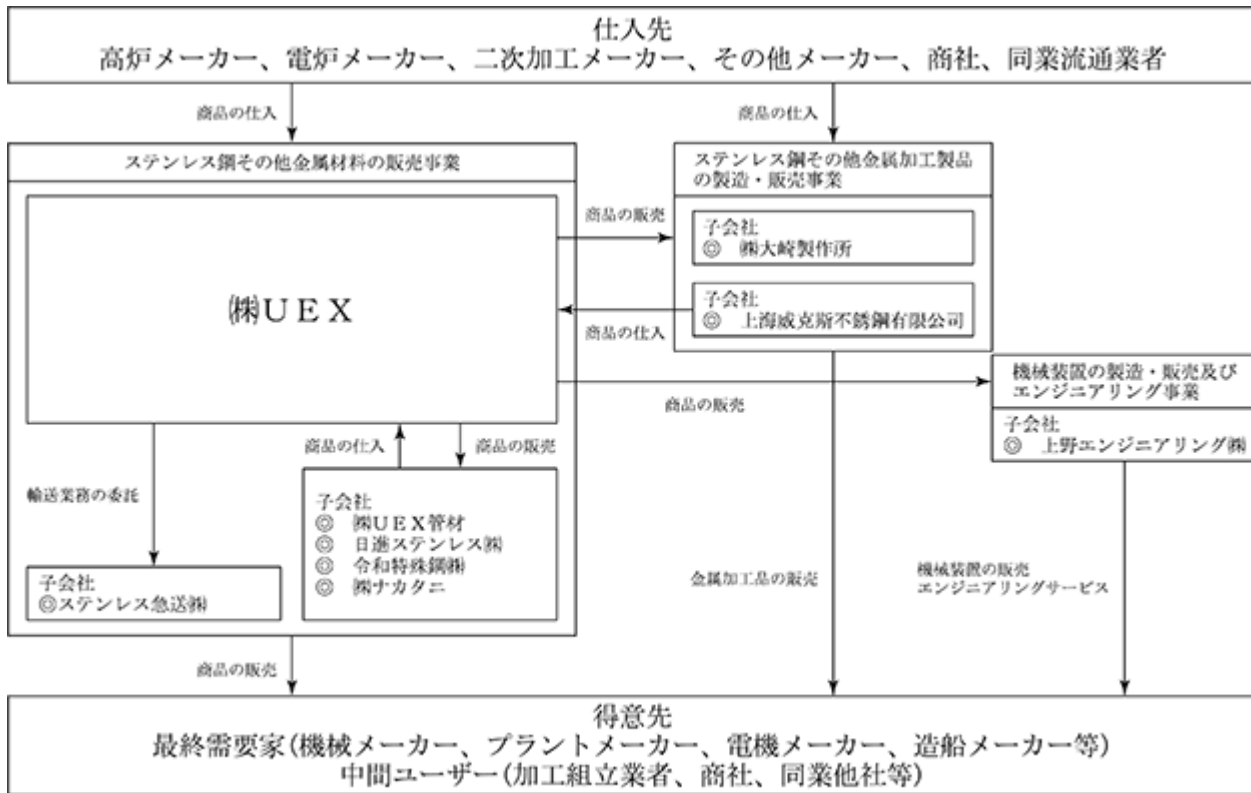 仕入先
高炉メーカー、電炉メーカー、二次加工メーカー、その他メーカー、商社、同業流通業者
商品の仕入
商品の仕入
ステンレス鋼その他金属材料の販売事業
ステンレス鋼その他金属加工製品
の製造・販売事業
㈱UEX
商品の販売
子会社
◎ ㈱大崎製作所
商品の仕入
子会社
◎ 上海威克斯不銹鋼有限公司
商品の販売
機械装置の製造・販売及び
エンジニアリング事業
子会社
◎ 上野エンジニアリング㈱
商品の仕入
商品の販売
輸送業務の委託
子会社
◎ ㈱UEX管材
◎ 日進ステンレス㈱
◎ 令和特殊鋼㈱
◎ ㈱ナカタニ
子会社
◎ステンレス急送㈱
金属加工品の販売
機械装置の販売
エンジニアリングサービス
商品の販売
得意先
最終需要家(機械メーカー、プラントメーカー、電機メーカー、造船メーカー等)
中間ユーザー(加工組立業者、商社、同業他社等)